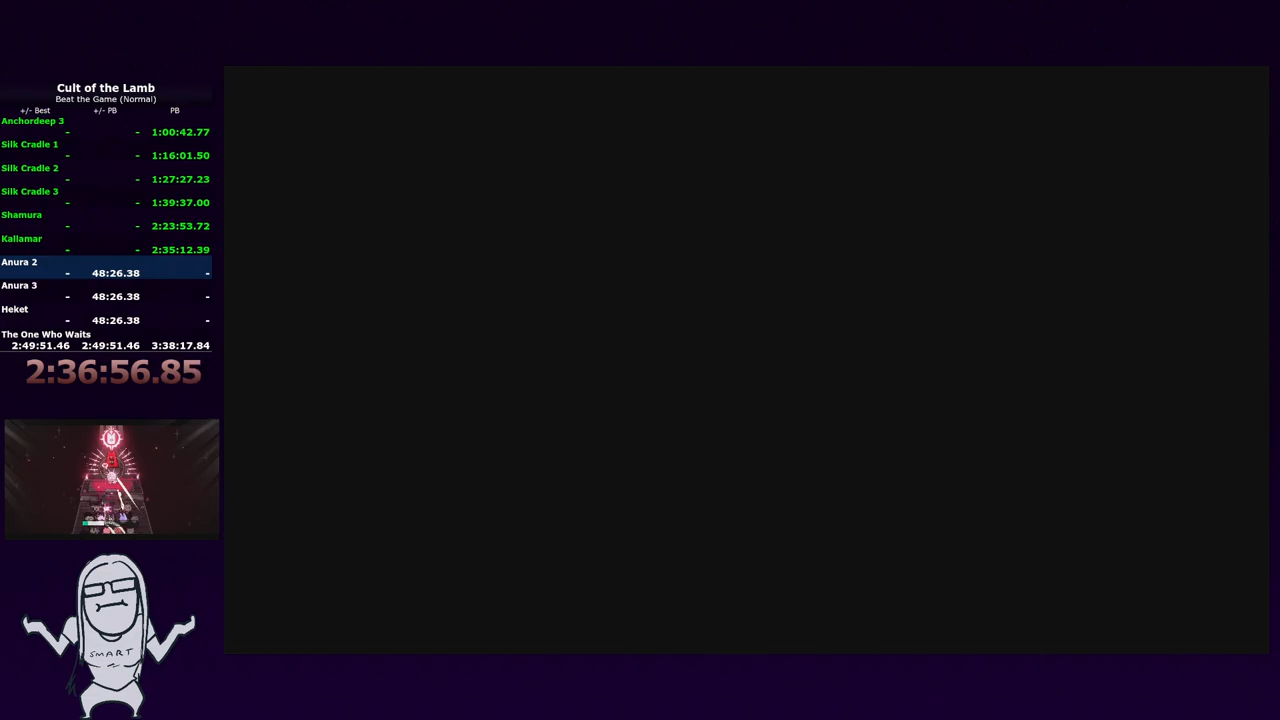 Cult of the Lamb
Beat the Game (Normal)
+/- Best +/- PB PB
Anchordeep 3
- - 1:00:42.77
Silk Cradle 1
- - 1:16:01.50
Silk Cradle 2
- - 1:27:27.23
Silk Cradle 3
- - 1:39:37.00
Shamura
- - 2:23:53.72
Kallamar
- - 2:35:12.39
Anura 2
- 48:26.38 -
Anura 3
- 48:26.38 -
Heket
- 48:26.38 -
The One Who Waits
2:49:51.46 2:49:51.46 3:38:17.84
2:36:56.85
SMART